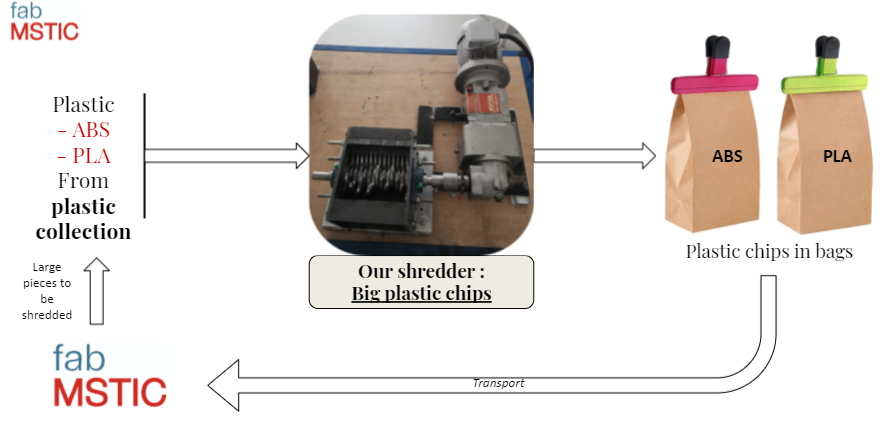 fab
MSTIC
Plastic
- ABS
- PLA
From
plastic
collection
Large
pieces to
be
shredded
Our shredder :
Big plastic chips
ABS
PLA
Plastic chips in bags
fab
MSTIC
Transport